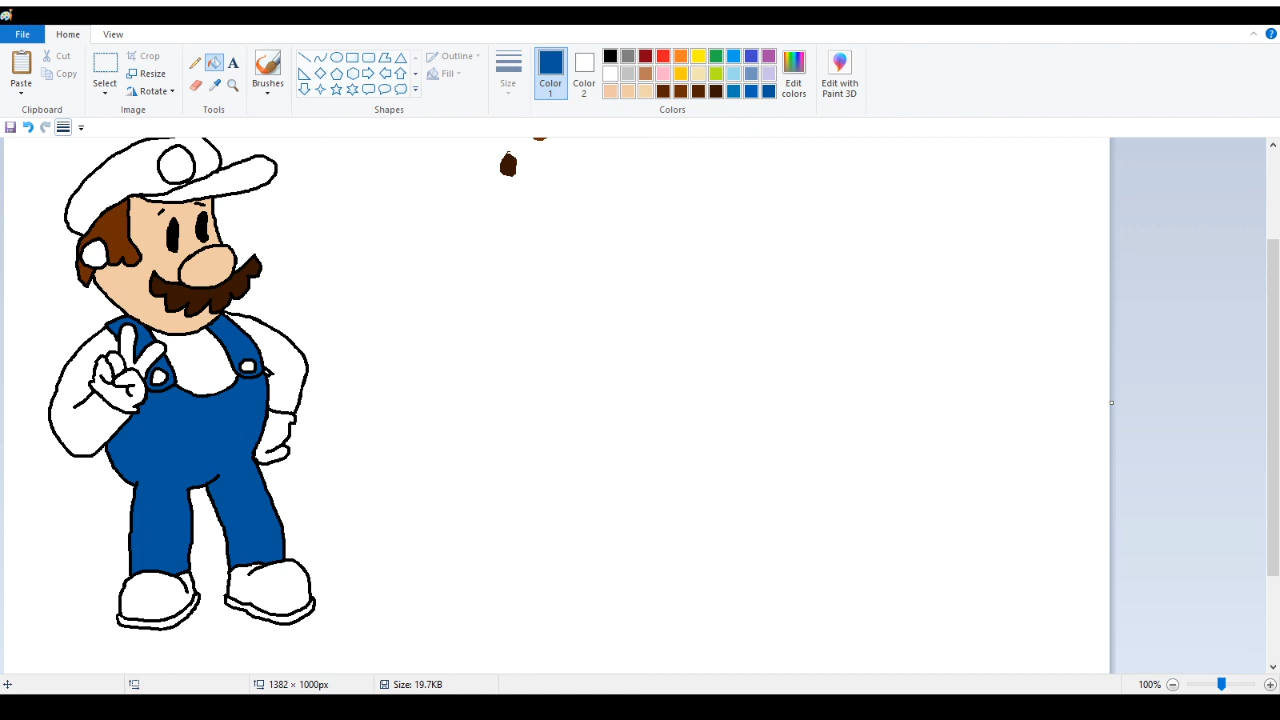 File Home View
Cut Crop A Outline
Copy Resize Fill
Paste Select Rotate Brushes Size Color 1 Color 2 Edit colors Edit with Paint 3D
Clipboard Image Tools Shapes Colors
1382 × 1000px Size: 19.7KB 100%